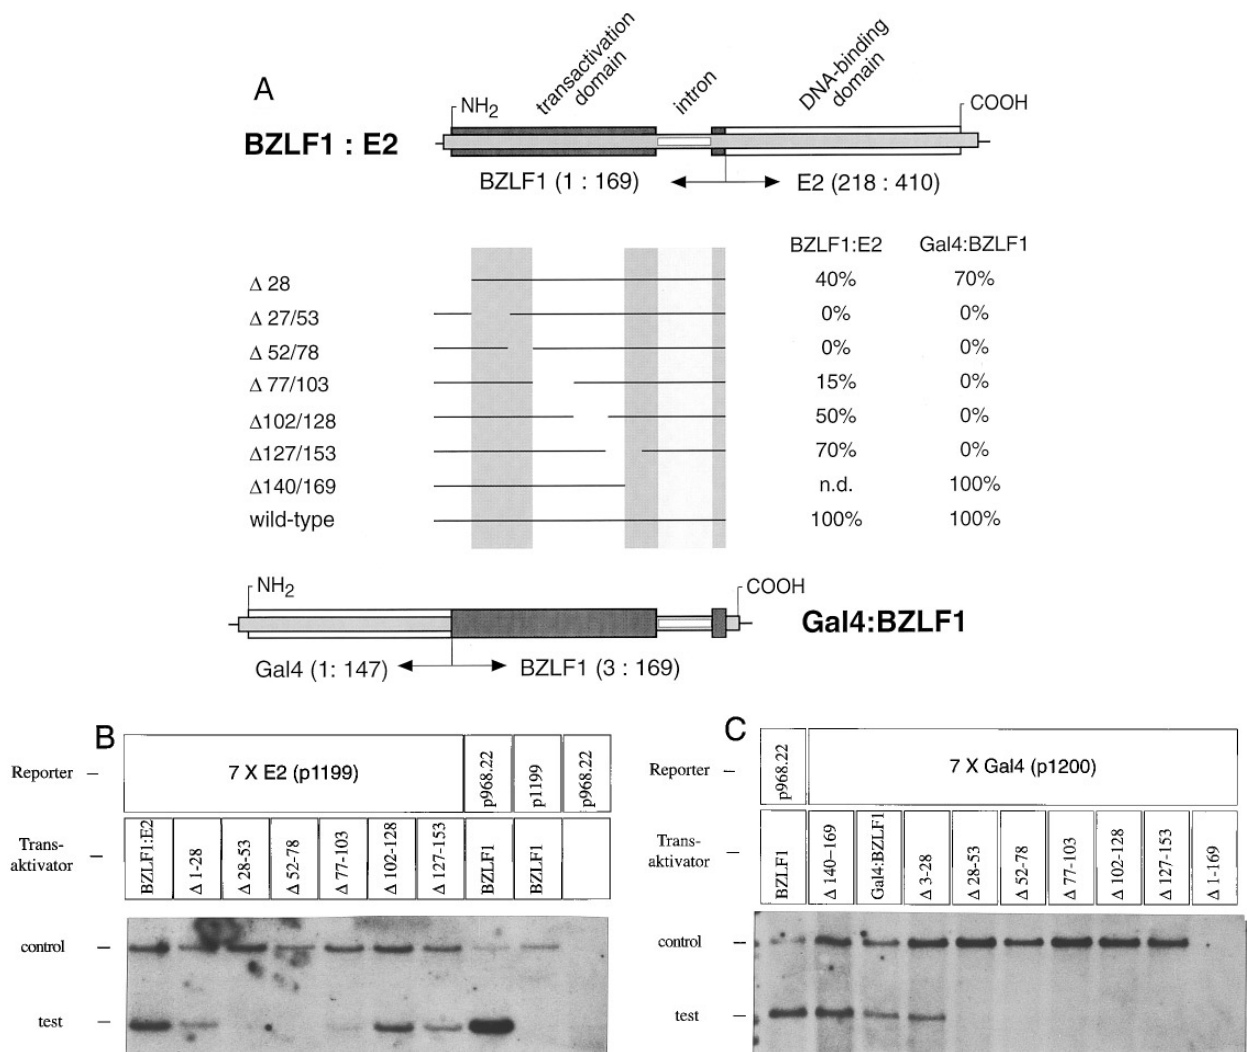 A
transactivation domain
intron
DNA-binding domain
NH2
COOH
BZLF1 : E2
BZLF1 (1 : 169)
E2 (218 : 410)
BZLF1:E2 Gal4:BZLF1
Δ 28 40% 70%
Δ 27/53 0% 0%
Δ 52/78 0% 0%
Δ 77/103 15% 0%
Δ102/128 50% 0%
Δ127/153 70% 0%
Δ140/169 n.d. 100%
wild-type 100% 100%
NH2
COOH
Gal4:BZLF1
Gal4 (1: 147)
BZLF1 (3 : 169)
B
Reporter
7 X E2 (p1199)
p968.22
p1199
p968.22
Trans-
aktivator
BZLF1:E2
Δ 1-28
Δ 28-53
Δ 52-78
Δ 77-103
Δ 102-128
Δ 127-153
BZLF1
BZLF1
control
test
C
Reporter
p968.22
7 X Gal4 (p1200)
Trans-
aktivator
BZLF1
Δ 140–169
Gal4:BZLF1
Δ 3-28
Δ 28-53
Δ 52-78
Δ 77-103
Δ 102-128
Δ 127-153
Δ 1-169
control
test